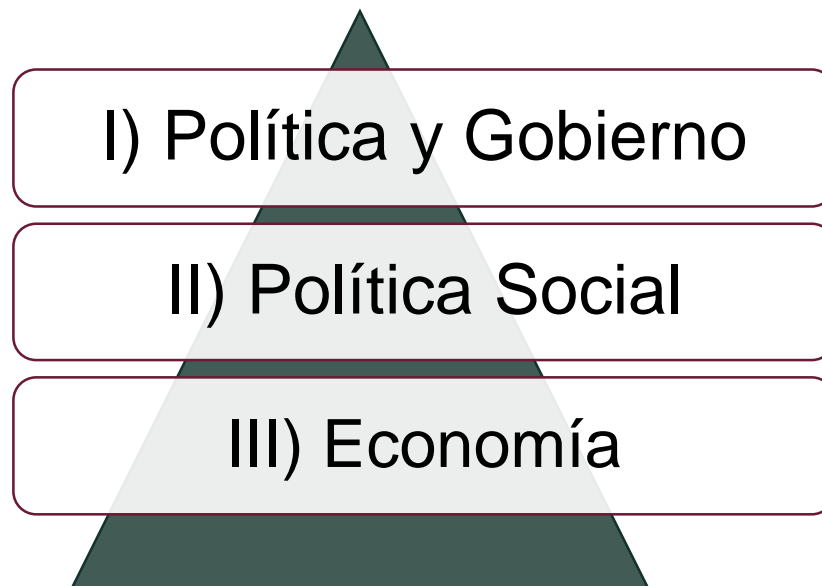 I) Política y Gobierno
II) Política Social
III) Economía